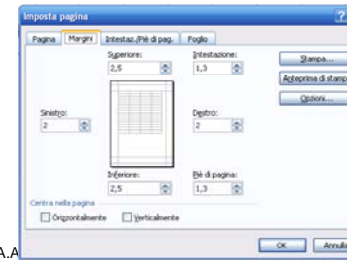 Imposta pagina
Pagina Margini Intestaz./Piè di pag. Foglio
Superiore: Intestazione:
2,5 1,3
Stampa...
Anteprima di stamp
Opzioni...
Sinistro: Destro:
2 2
Inferiore: Piè di pagina:
2,5 1,3
Centra nella pagina
Orizzontalmente Verticalmente
OK Annulla
A.A